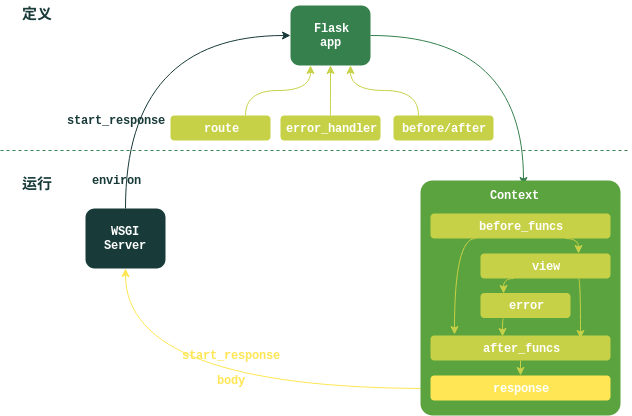 定义
Flask
app
start_response
route
error_handler
before/after
运行
environ
WSGI
Server
Context
before_funcs
view
error
after_funcs
start_response
body
response